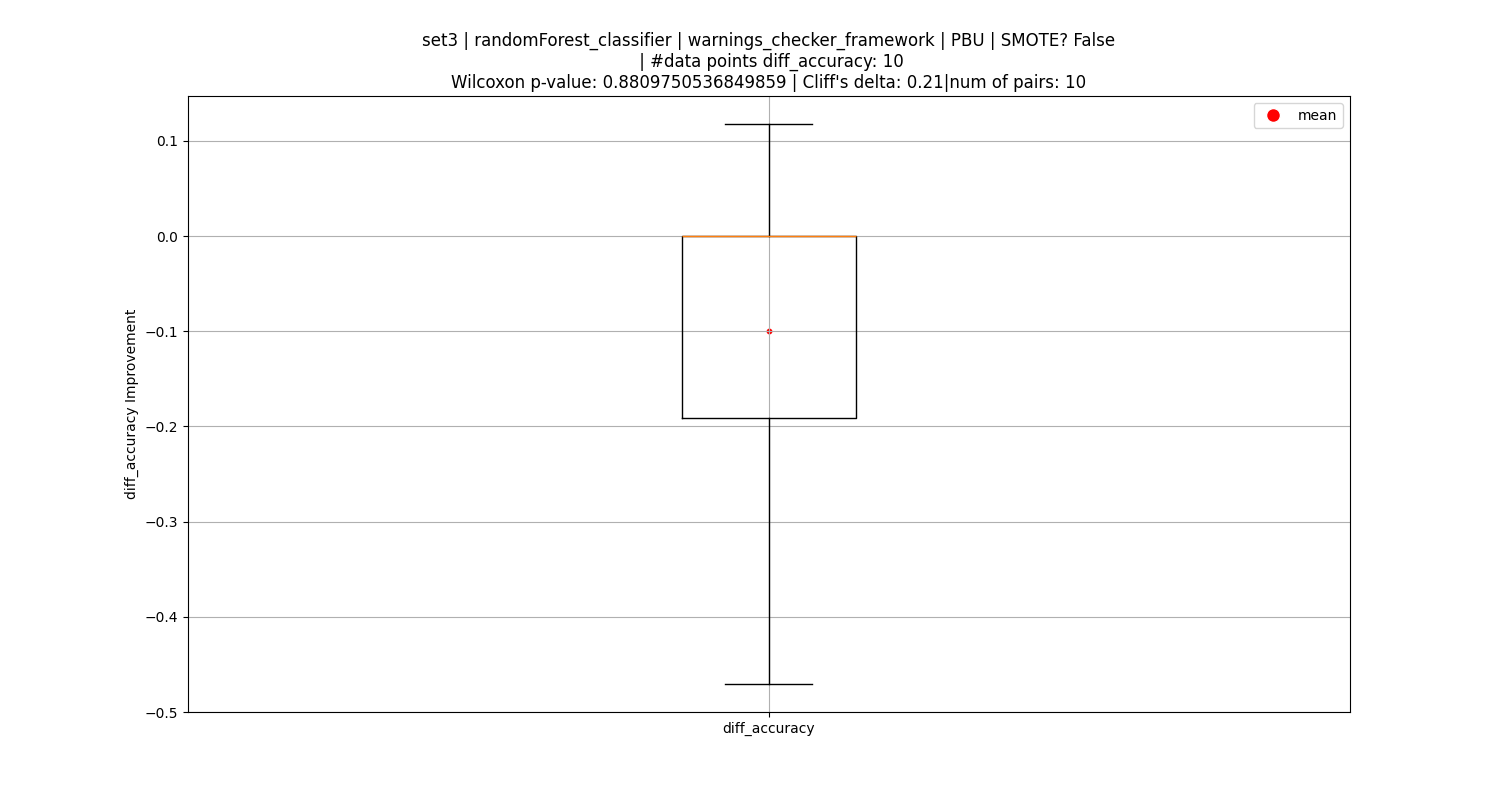 set3 | randomForest_classifier | warnings_checker_framework | PBU | SMOTE? False
| #data points diff_accuracy: 10
Wilcoxon p-value: 0.8809750536849859 | Cliff's delta: 0.21|num of pairs: 10
mean
0.1
0.0
−0.1
−0.2
−0.3
−0.4
−0.5
diff_accuracy Improvement
diff_accuracy